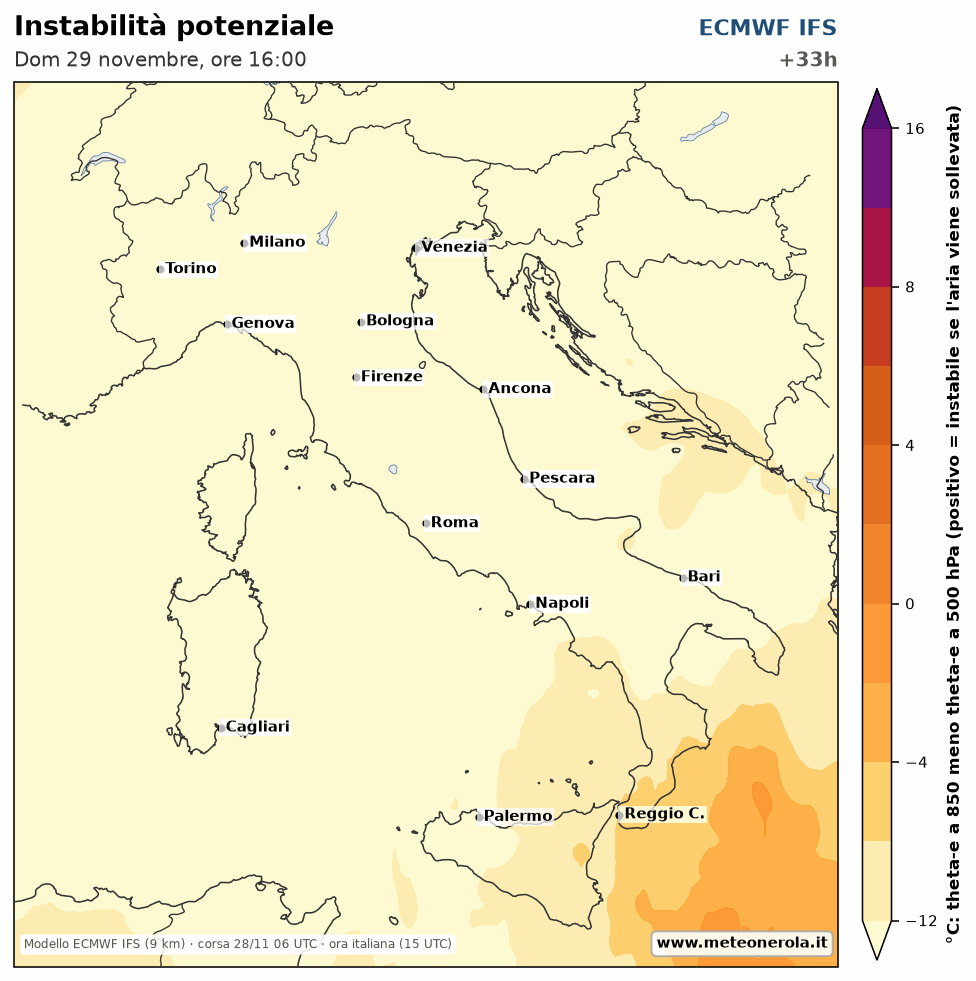 Instabilità potenziale
ECMWF IFS
Dom 29 novembre, ore 16:00
+33h
Milano
Venezia
Torino
Genova
Bologna
Firenze
Ancona
Pescara
Roma
Bari
Napoli
Cagliari
Palermo
Reggio C.
16
8
4
0
−4
−12
°C: theta-e a 850 meno theta-e a 500 hPa (positivo = instabile se l'aria viene sollevata)
Modello ECMWF IFS (9 km) · corsa 28/11 06 UTC · ora italiana (15 UTC)
www.meteonerola.it